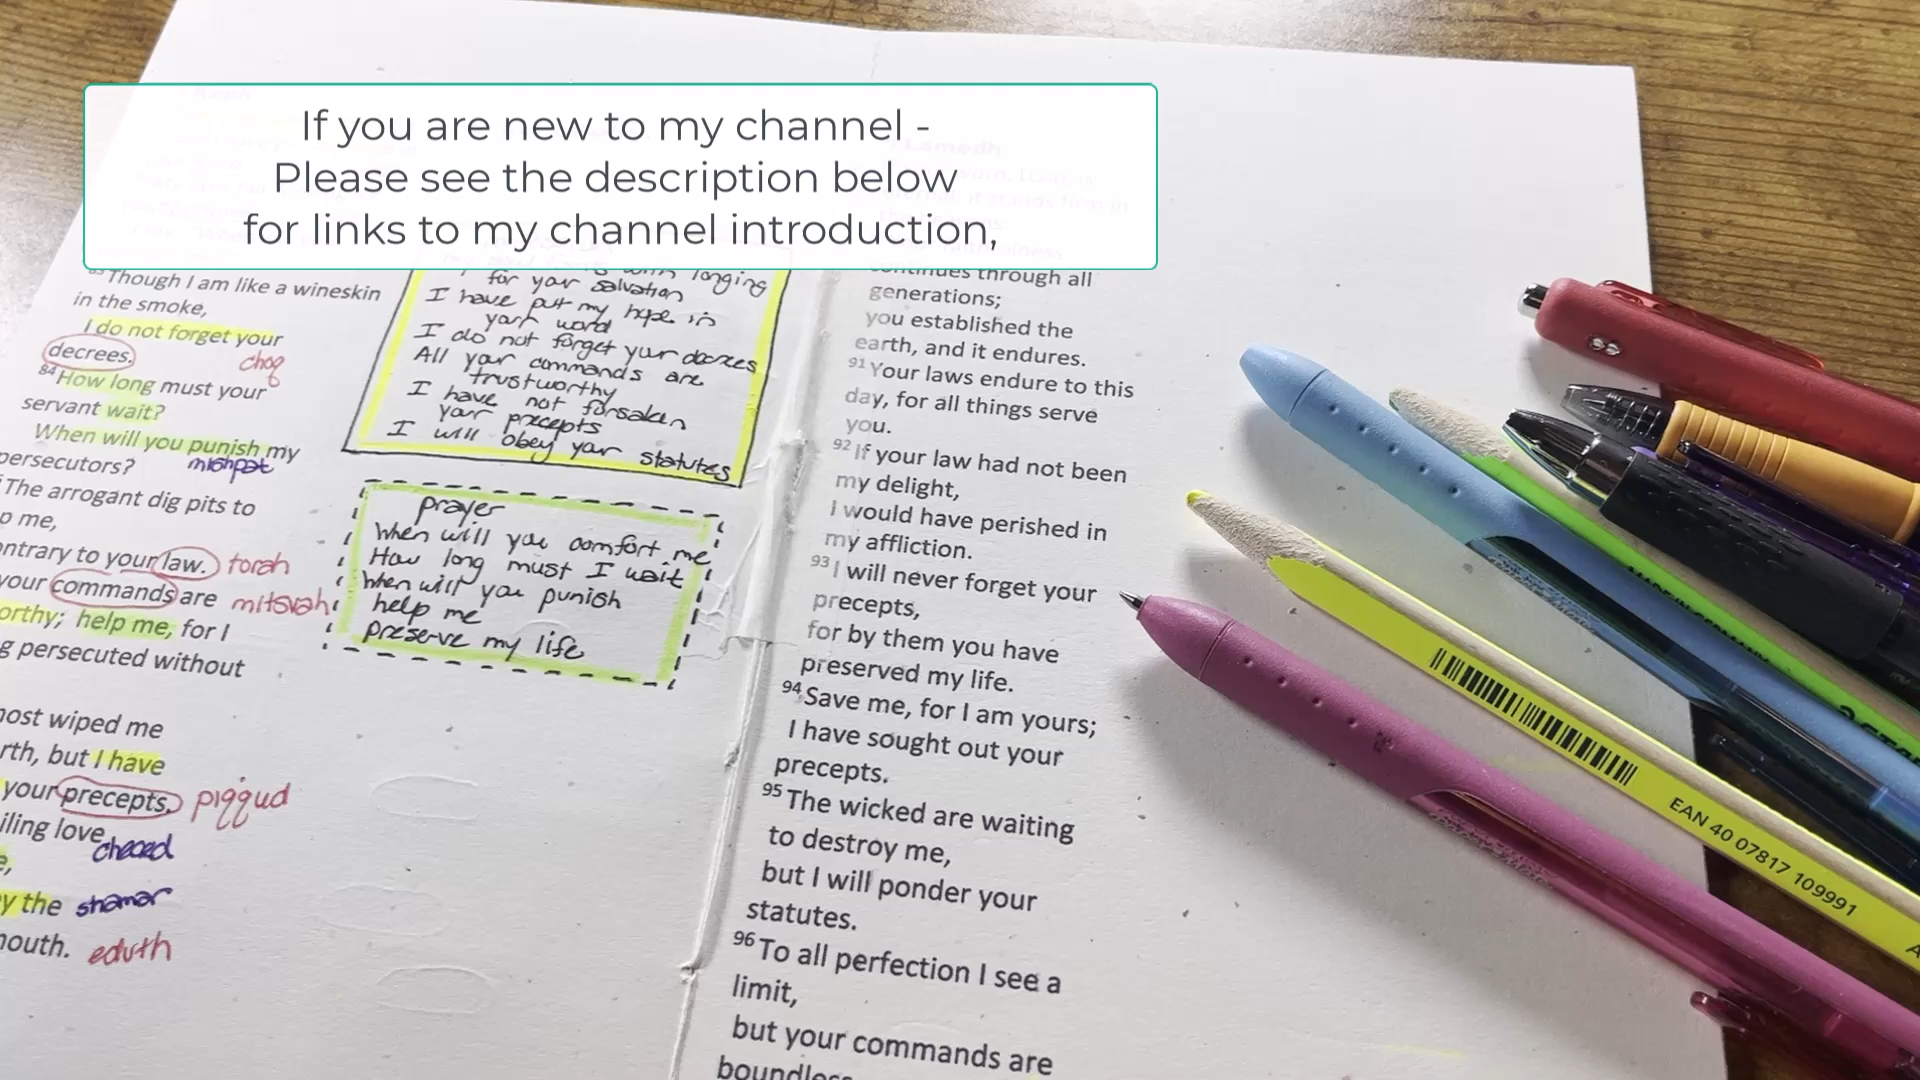 If you are new to my channel -
Please see the description below
for links to my channel introduction,
83 Though I am like a wineskin
in the smoke,
I do not forget your
decrees. choq
84 How long must your
servant wait?
When will you punish my
persecutors? mishpat
The arrogant dig pits to
me,
to your law. torah
your commands are mitsvah
help me, for I
persecuted without
wiped me
but I have
your precepts. piqqud
love
chesed
the shamar
eduth
with longing
for your salvation
I have put my hope in
your word
I do not forget your decrees
All your commands are
trustworthy
I have not forsaken
your precepts
I will obey your statutes
prayer
When will you comfort me
How long must I wait
When will you punish
help me
preserve my life
Lamedh
continues through all
generations;
you established the
earth, and it endures.
91 Your laws endure to this
day, for all things serve
you.
92 If your law had not been
my delight,
I would have perished in
my affliction.
93 I will never forget your
precepts,
for by them you have
preserved my life.
94 Save me, for I am yours;
I have sought out your
precepts.
95 The wicked are waiting
to destroy me,
but I will ponder your
statutes.
96 To all perfection I see a
limit,
but your commands are
boundless
EAN 40 07817 109991